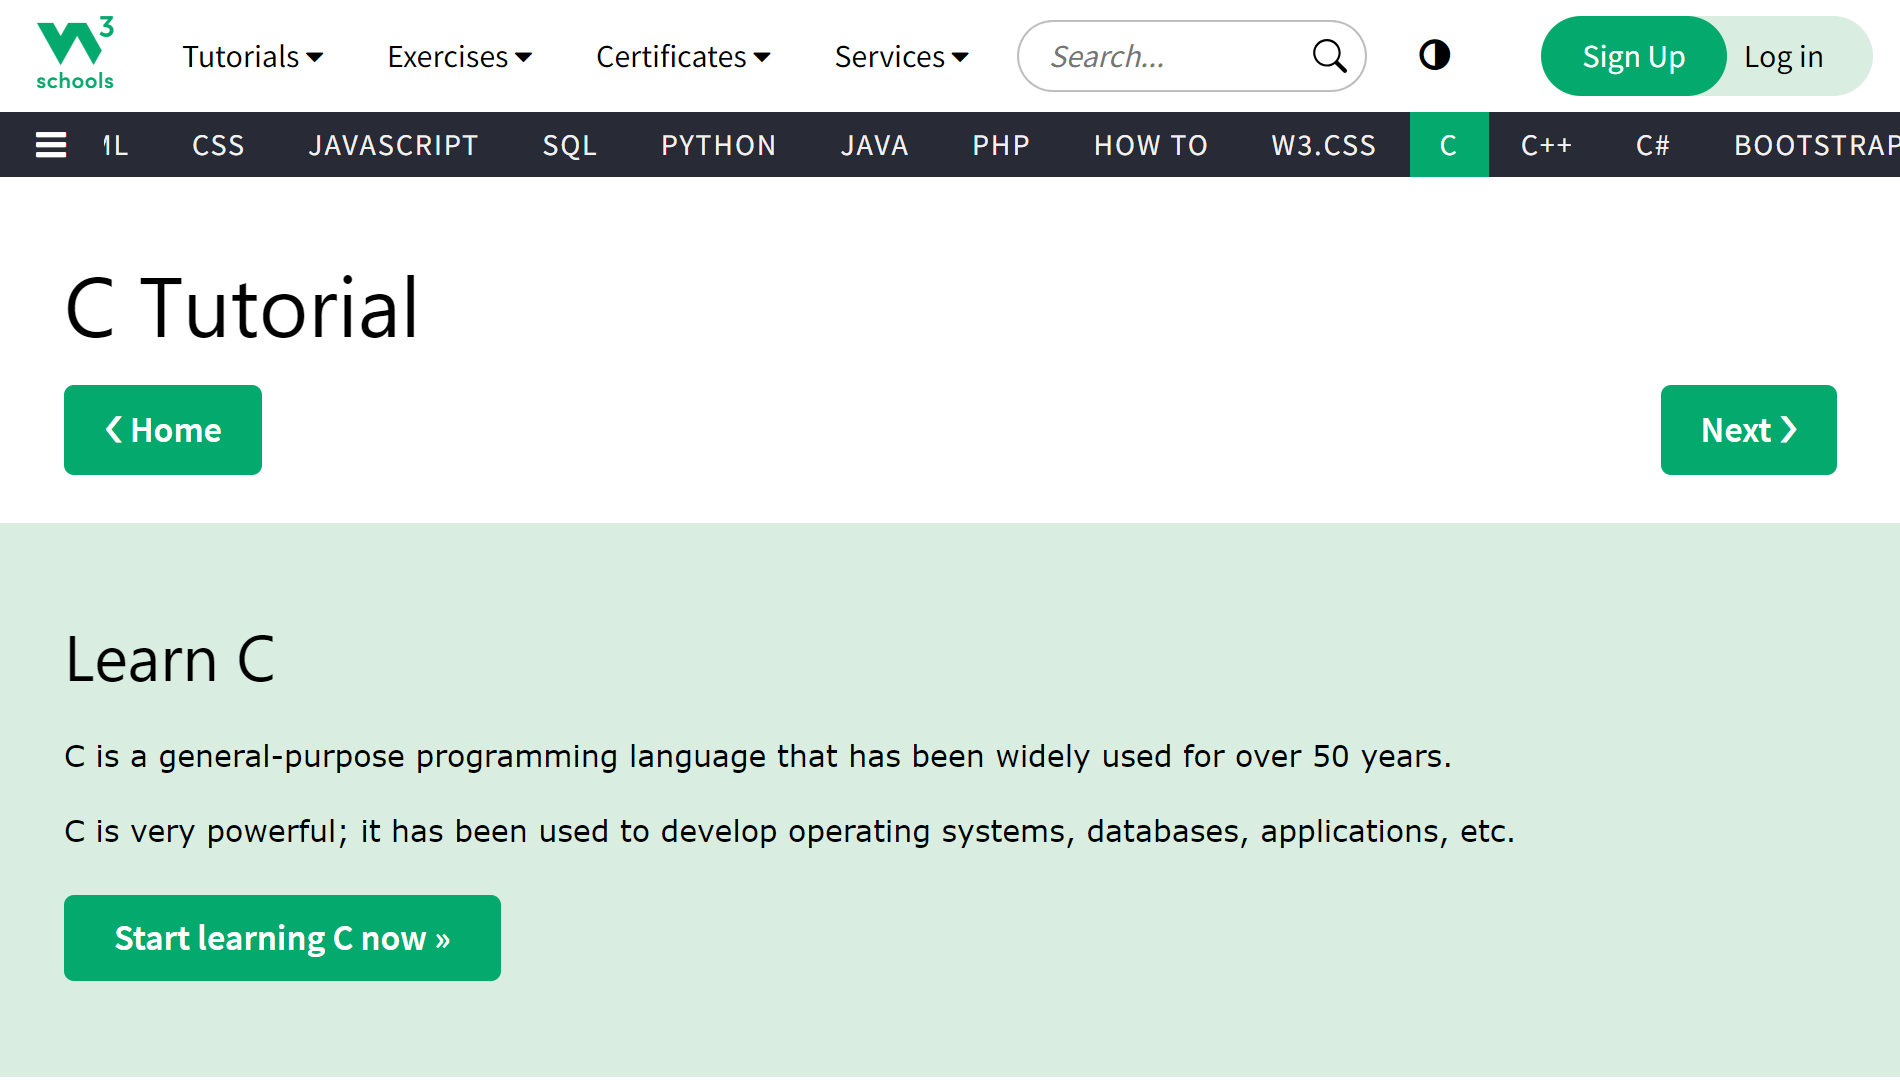 3
schools
Tutorials
Exercises
Certificates
Services
Search...
Sign Up
Log in
CSS
JAVASCRIPT
SQL
PYTHON
JAVA
PHP
HOW TO
W3.CSS
C
C++
C#
BOOTSTRAP
C Tutorial
❮ Home
Next ❯
Learn C
C is a general-purpose programming language that has been widely used for over 50 years.
C is very powerful; it has been used to develop operating systems, databases, applications, etc.
Start learning C now »